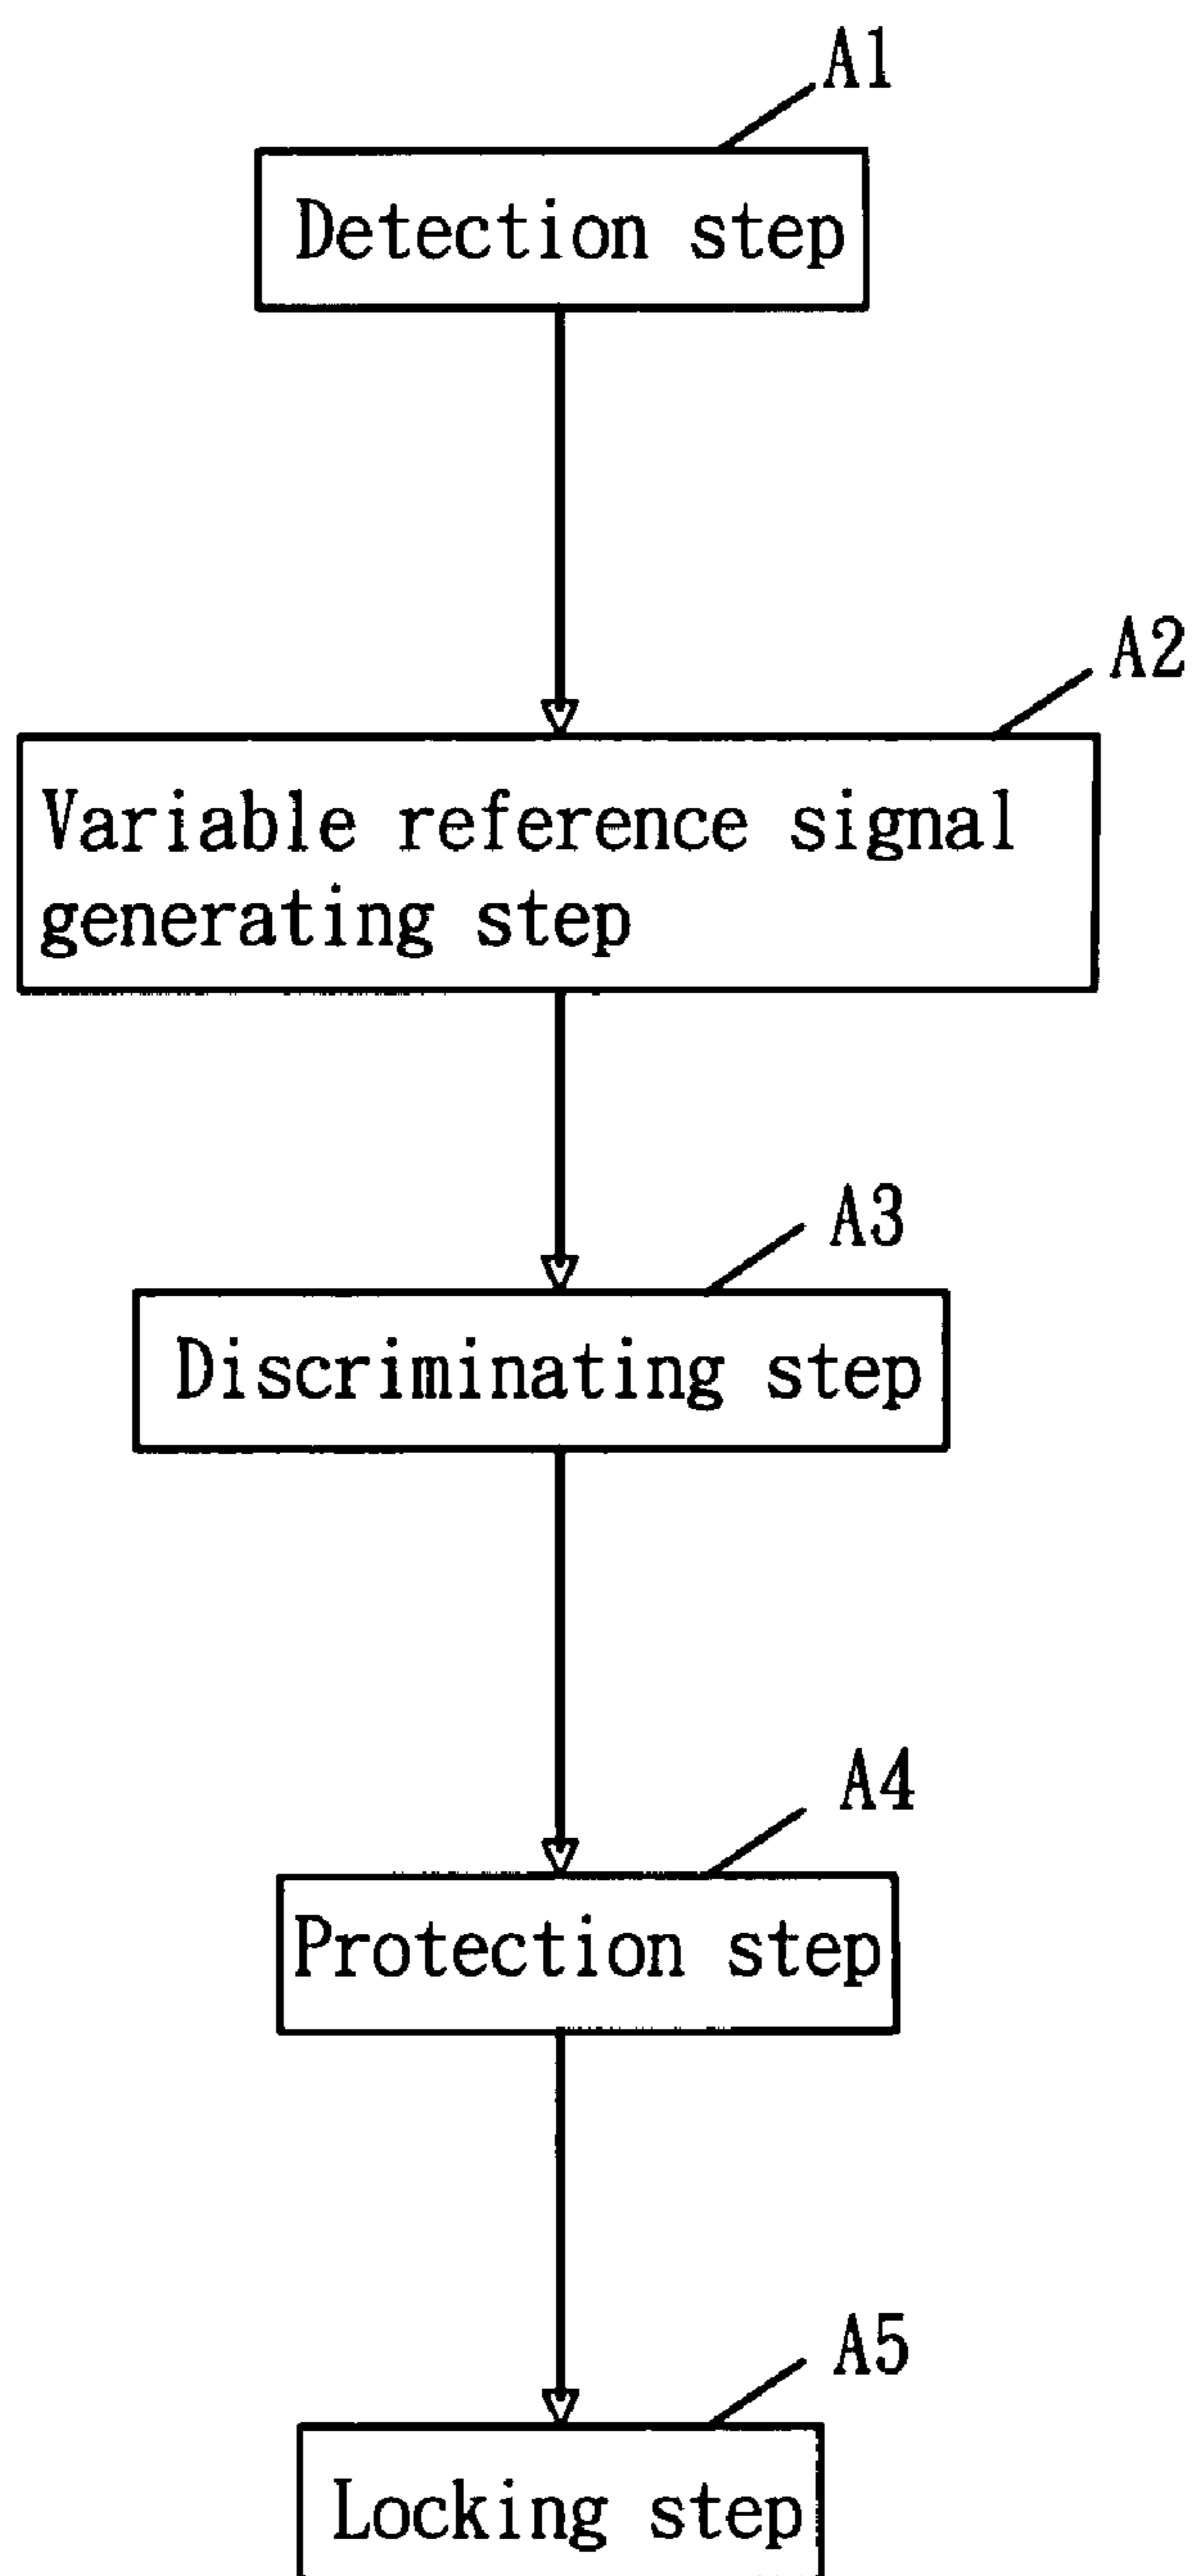 A1
Detection step
A2
Variable reference signal
generating step
A3
Discriminating step
A4
Protection step
A5
Locking step